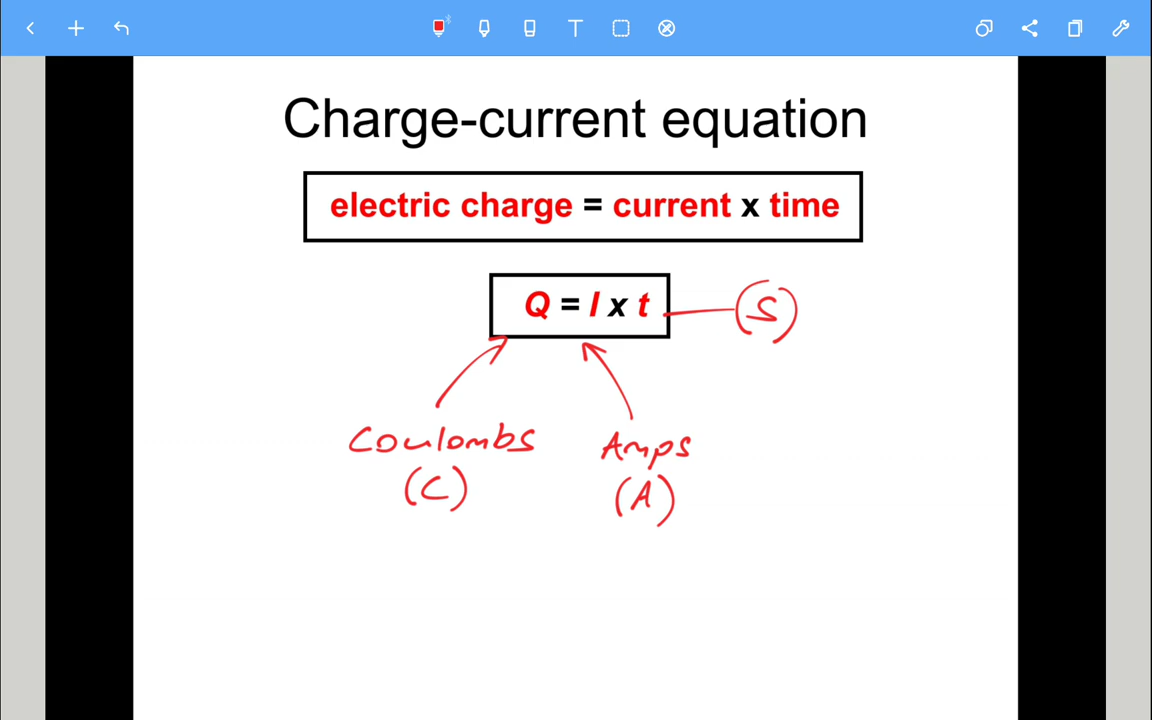 Charge-current equation
electric charge = current x time
Q = I x t
(S)
Coulombs
(C)
Amps
(A)